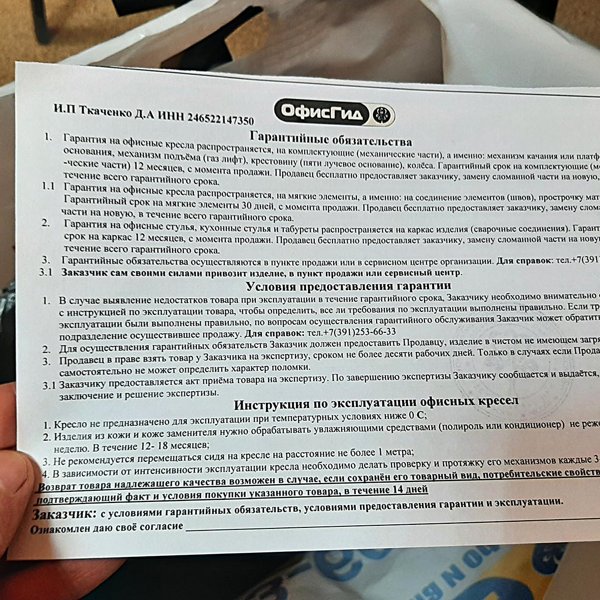 И.П Ткаченко Д.А ИНН 246522147350
ОфисГид
Гарантийные обязательства
1. Гарантия на офисные кресла распространяется, на комплектующие (механические части), а именно: механизм качания или
основания, механизм подъёма (газ лифт), крестовину (пяти лучевое основание), колёса. Гарантийный срок на комплектующие
-ческие части) 12 месяцев, с момента продажи. Продавец бесплатно предоставляет заказчику, замену сломанной части на новую,
течение всего гарантийного срока.
1.1 Гарантия на офисные кресла распространяется, на мягкие элементы, а именно: на соединение элементов (швов), прострочку
Гарантийный срок на мягкие элементы 30 дней, с момента продажи. Продавец бесплатно предоставляет заказчику, замену
части на новую, в течение всего гарантийного срока.
2. Гарантия на офисные стулья, кухонные стулья и табуреты распространяется на каркас изделия (сварочные соединения).
срок на каркас 12 месяцев, с момента продажи. Продавец бесплатно предоставляет заказчику, замену сломанной части на новую
течение всего гарантийного срока.
3. Гарантийные обязательства осуществляются в пункте продажи или в сервисном центре организации. Для справок: тел.+7(391)
3.1 Заказчик сам своими силами привозит изделие, в пункт продажи или сервисный центр.
Условия предоставления гарантии
1. В случае выявление недостатков товара при эксплуатации в течение гарантийного срока, Заказчику необходимо внимательно
с инструкцией по эксплуатации товара, чтобы определить, все ли требования по эксплуатации выполнены правильно. Если
эксплуатации были выполнены правильно, по вопросам осуществления гарантийного обслуживания Заказчик может
подразделение осуществившее продажу. Для справок: тел.+7(391)253-66-33
2. Для осуществления гарантийных обязательств Заказчик должен предоставить Продавцу, изделие в чистом не имеющем
3. Продавец в праве взять товар у Заказчика на экспертизу, сроком не более десяти рабочих дней. Только в случаях если
самостоятельно не может определить характер поломки.
3.1 Заказчику предоставляется акт приёма товара на экспертизу. По завершению экспертизы Заказчику сообщается и выдаётся,
заключение и решение экспертизы.
Инструкция по эксплуатации офисных кресел
1. Кресло не предназначено для эксплуатации при температурных условиях ниже 0 С;
2. Изделия из кожи и коже заменителя нужно обрабатывать увлажняющими средствами (полироль или кондиционер) не
неделю. В течение 12- 18 месяцев;
3. Не рекомендуется перемещаться сидя на кресле на расстояние не более 1 метра;
4. В зависимости от интенсивности эксплуатации кресла необходимо делать проверку и протяжку его механизмов каждые 3
Возврат товара надлежащего качества возможен в случае, если сохранён его товарный вид, потребительские
подтверждающий факт и условия покупки указанного товара, в течение 14 дней
Заказчик: с условиями гарантийных обязательств, условиями предоставления гарантии и эксплуатации.
Ознакомлен даю своё согласие